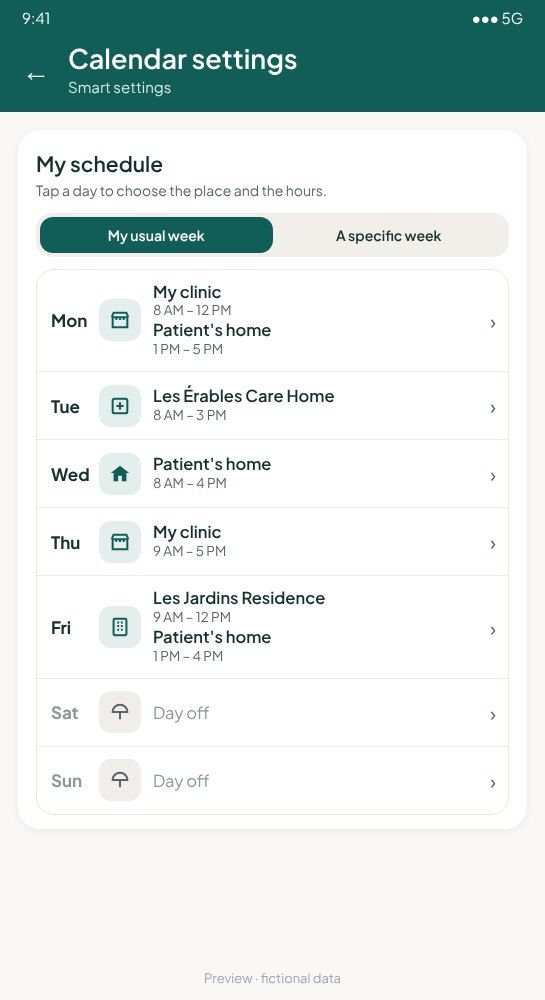 9:41
●●● 5G
←
Calendar settings
Smart settings
My schedule
Tap a day to choose the place and the hours.
My usual week
A specific week
Mon
My clinic
8 AM – 12 PM
Patient's home
1 PM – 5 PM
›
Tue
Les Érables Care Home
8 AM – 3 PM
›
Wed
Patient's home
8 AM – 4 PM
›
Thu
My clinic
9 AM – 5 PM
›
Fri
Les Jardins Residence
9 AM – 12 PM
Patient's home
1 PM – 4 PM
›
Sat
Day off
›
Sun
Day off
›
Preview · fictional data